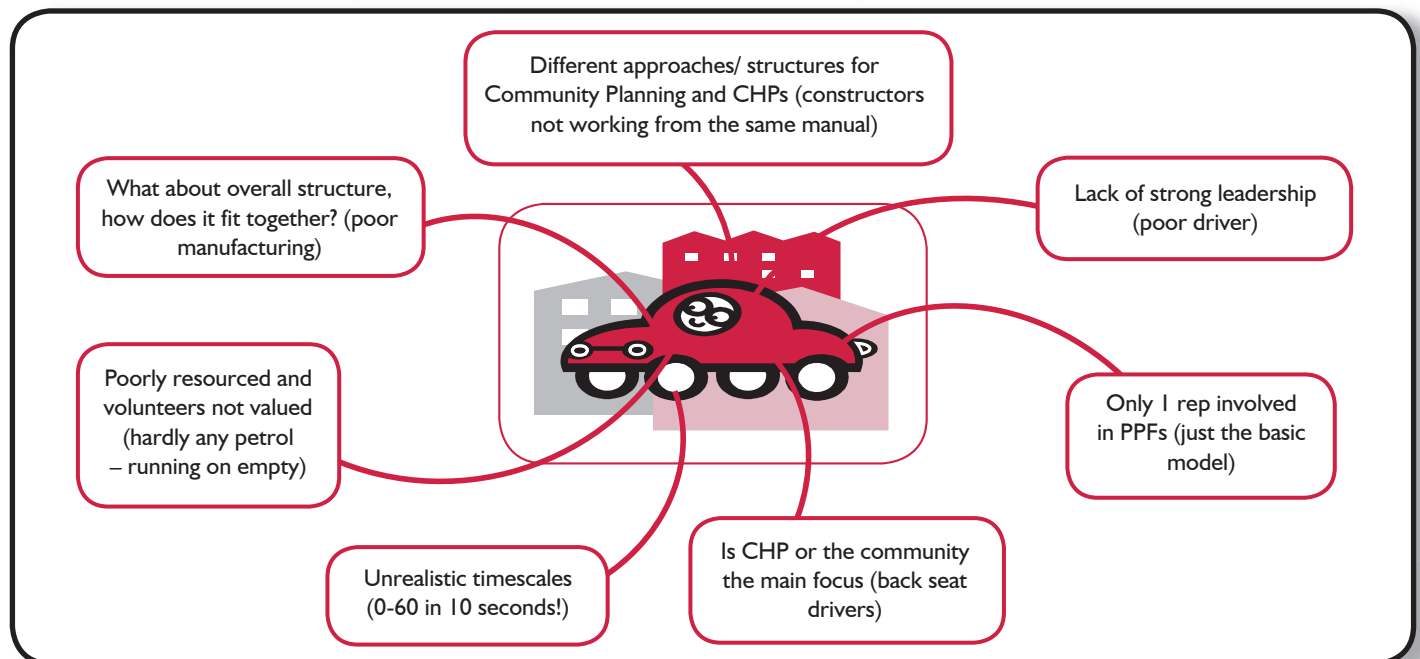 Different approaches/ structures for
Community Planning and CHPs (constructors
not working from the same manual)
What about overall structure,
how does it fit together? (poor
manufacturing)
Lack of strong leadership
(poor driver)
Poorly resourced and
volunteers not valued
(hardly any petrol
– running on empty)
Only 1 rep involved
in PPFs (just the basic
model)
Unrealistic timescales
(0-60 in 10 seconds!)
Is CHP or the community
the main focus (back seat
drivers)